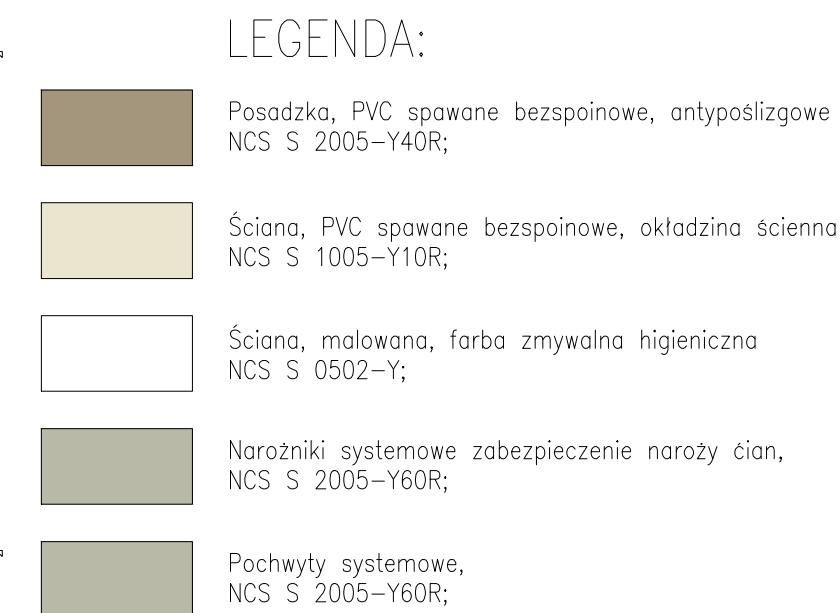 LEGENDA:
Posadzka, PVC spawane bezspoinowe, antypoślizgowe
NCS S 2005-Y40R;
Ściana, PVC spawane bezspoinowe, okładzina ścienna
NCS S 1005-Y10R;
Ściana, malowana, farba zmywalna higieniczna
NCS S 0502-Y;
Narożniki systemowe zabezpieczenie naroży ćian,
NCS S 2005-Y60R;
Pochwyty systemowe,
NCS S 2005-Y60R;